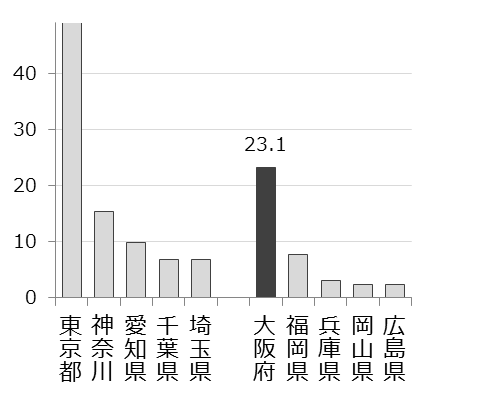 40
30
23.1
20
10
0
東京都
神奈川
愛知県
千葉県
埼玉県
大阪府
福岡県
兵庫県
岡山県
広島県